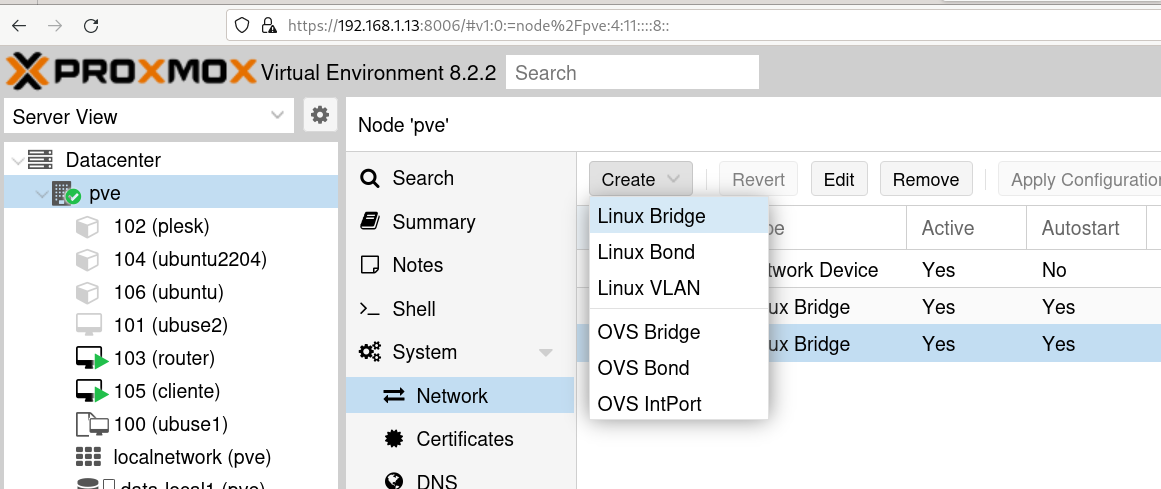 https://192.168.1.13:8006/#v1:0:=node%2Fpve:4:11::::8::
PROXMOX Virtual Environment 8.2.2 Search
Server View
Datacenter
pve
102 (plesk)
104 (ubuntu2204)
106 (ubuntu)
101 (ubuse2)
103 (router)
105 (cliente)
100 (ubuse1)
localnetwork (pve)
data-local1 (pve)
Node 'pve'
Search
Summary
Notes
Shell
System
Network
Certificates
DNS
Create Revert Edit Remove Apply Configuration
Linux Bridge
Linux Bond
Linux VLAN
OVS Bridge
OVS Bond
OVS IntPort
pe Active Autostart
twork Device Yes No
ux Bridge Yes Yes
ux Bridge Yes Yes